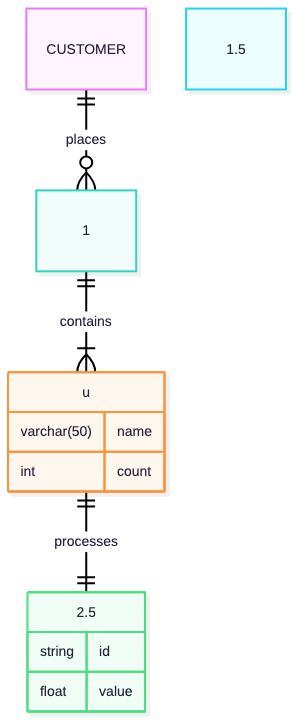 CUSTOMER
1.5
places
1
contains
u
varchar(50) name
int count
processes
2.5
string id
float value